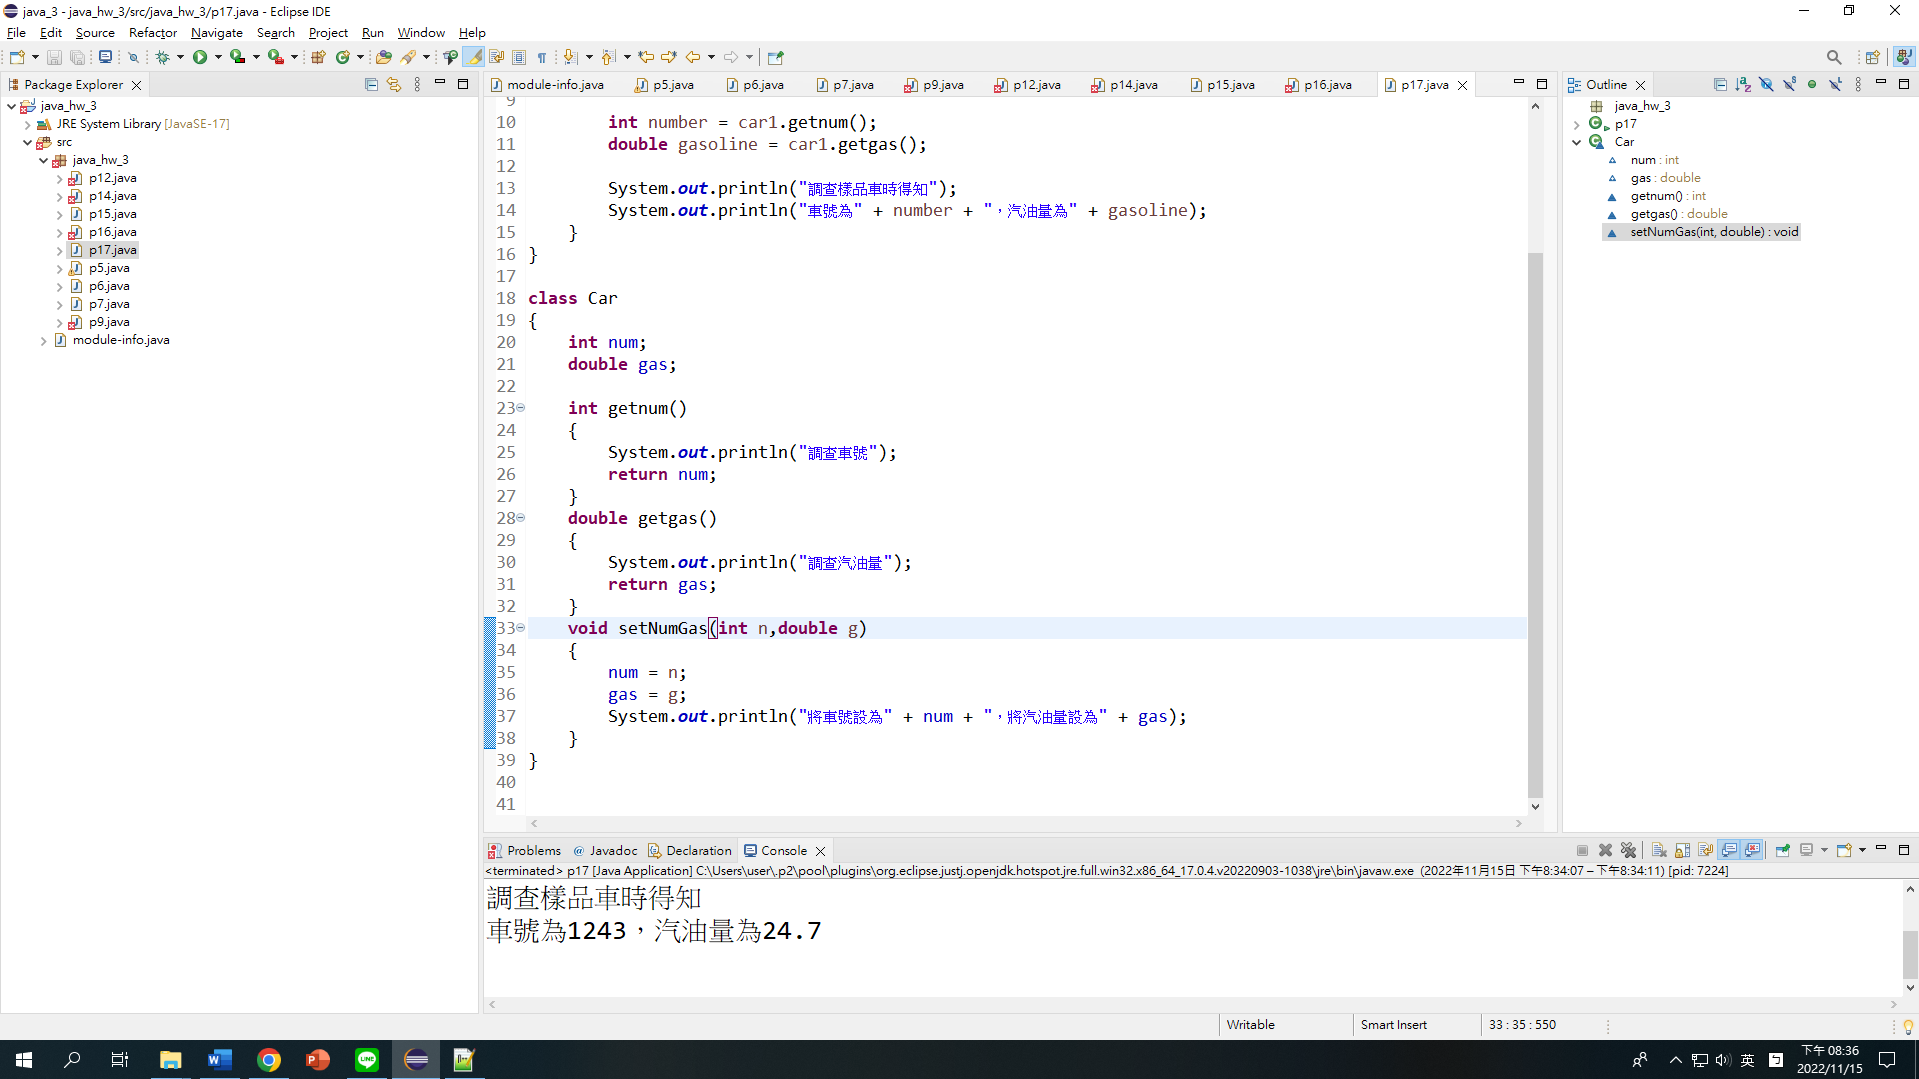 java_3 - java_hw_3/src/java_hw_3/p17.java - Eclipse IDE
File Edit Source Refactor Navigate Search Project Run Window Help
Package Explorer
java_hw_3
JRE System Library [JavaSE-17]
src
java_hw_3
p12.java
p14.java
p15.java
p16.java
p17.java
p5.java
p6.java
p7.java
p9.java
module-info.java
module-info.java p5.java p6.java p7.java p9.java p12.java p14.java p15.java p16.java p17.java
9
10 int number = car1.getnum();
11 double gasoline = car1.getgas();
12
13 System.out.println("調查樣品車時得知");
14 System.out.println("車號為" + number + "，汽油量為" + gasoline);
15 }
16 }
17
18 class Car
19 {
20 int num;
21 double gas;
22
23 int getnum()
24 {
25 System.out.println("調查車號");
26 return num;
27 }
28 double getgas()
29 {
30 System.out.println("調查汽油量");
31 return gas;
32 }
33 void setNumGas(int n,double g)
34 {
35 num = n;
36 gas = g;
37 System.out.println("將車號設為" + num + "，將汽油量設為" + gas);
38 }
39 }
40
41
Outline
java_hw_3
p17
Car
num : int
gas : double
getnum() : int
getgas() : double
setNumGas(int, double) : void
Problems Javadoc Declaration Console
<terminated> p17 [Java Application] C:\Users\user\.p2\pool\plugins\org.eclipse.justj.openjdk.hotspot.jre.full.win32.x86_64_17.0.4.v20220903-1038\jre\bin\javaw.exe (2022年11月15日 下午8:34:07 – 下午8:34:11) [pid: 7224]
調查樣品車時得知
車號為1243，汽油量為24.7
Writable Smart Insert 33 : 35 : 550
英
下午 08:36
2022/11/15